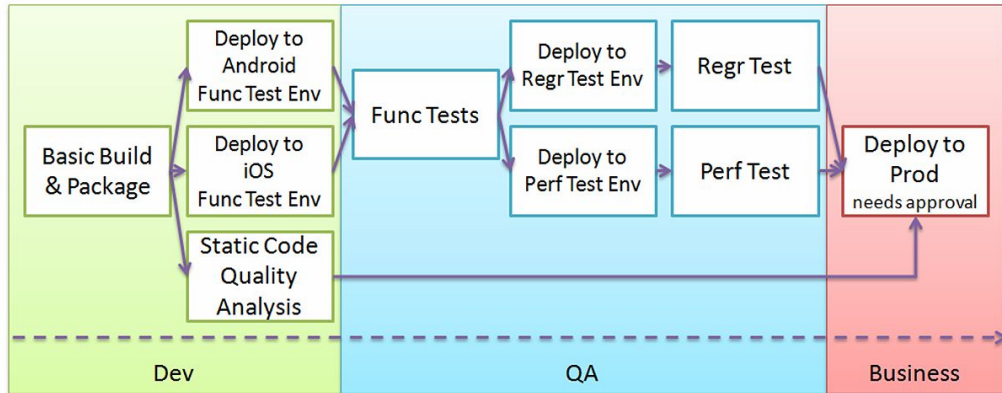 Basic Build
& Package
Deploy to
Android
Func Test Env
Deploy to
iOS
Func Test Env
Static Code
Quality
Analysis
Func Tests
Deploy to
Regr Test Env
Regr Test
Deploy to
Perf Test Env
Perf Test
Deploy to
Prod
needs approval
Dev
QA
Business